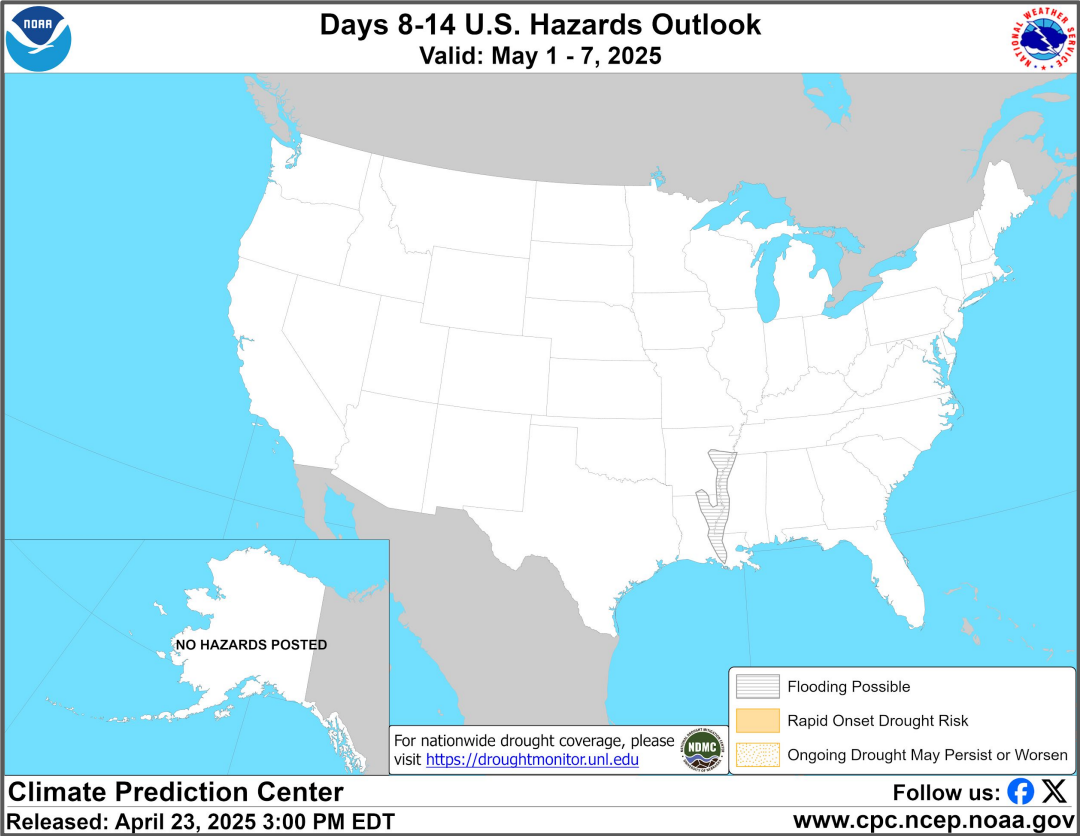 NOAA
Days 8-14 U.S. Hazards Outlook
Valid: May 1 - 7, 2025
NATIONAL WEATHER SERVICE
NO HAZARDS POSTED
Flooding Possible
Rapid Onset Drought Risk
Ongoing Drought May Persist or Worsen
For nationwide drought coverage, please
visit https://droughtmonitor.unl.edu
NDMC
Climate Prediction Center
Follow us:
Released: April 23, 2025 3:00 PM EDT
www.cpc.ncep.noaa.gov